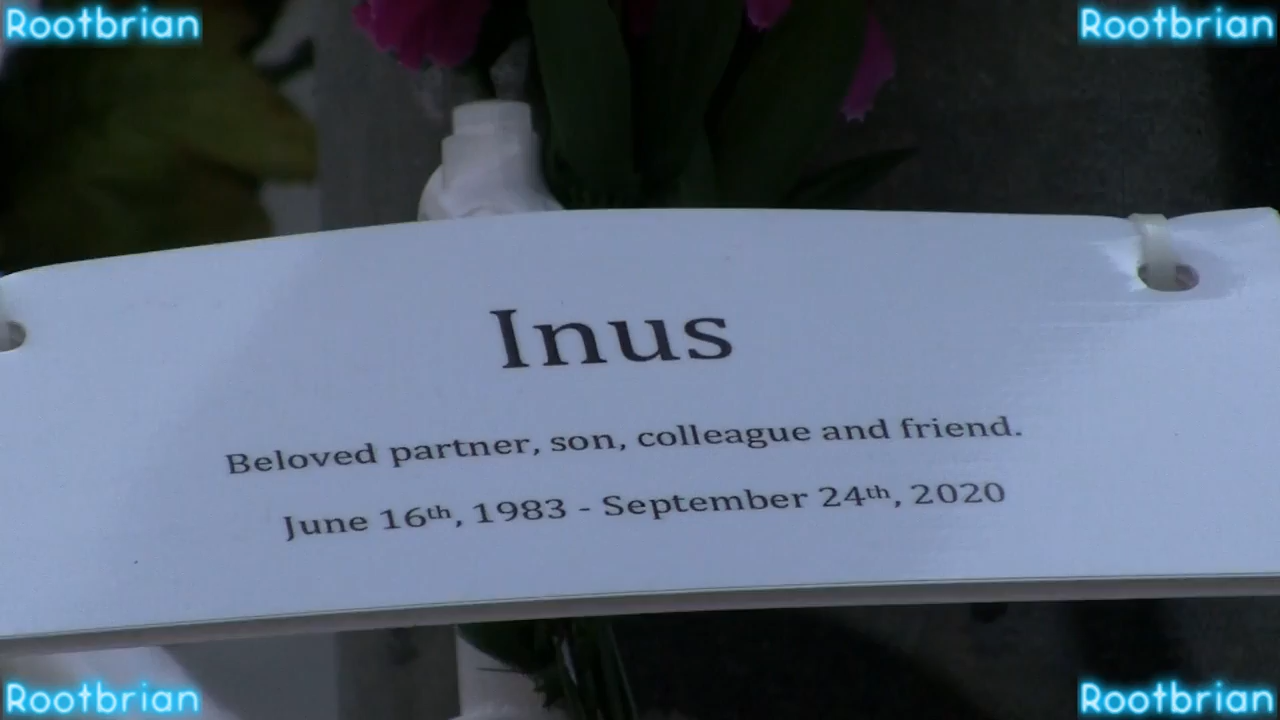 Rootbrian Rootbrian
Inus
Beloved partner, son, colleague and friend.
June 16th, 1983 - September 24th, 2020
Rootbrian Rootbrian